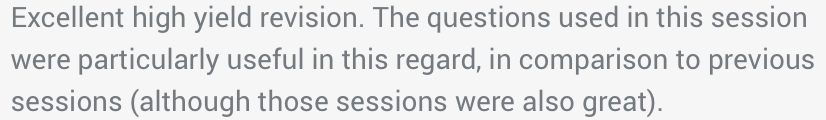 Excellent high yield revision. The questions used in this session
were particularly useful in this regard, in comparison to previous
sessions (although those sessions were also great).